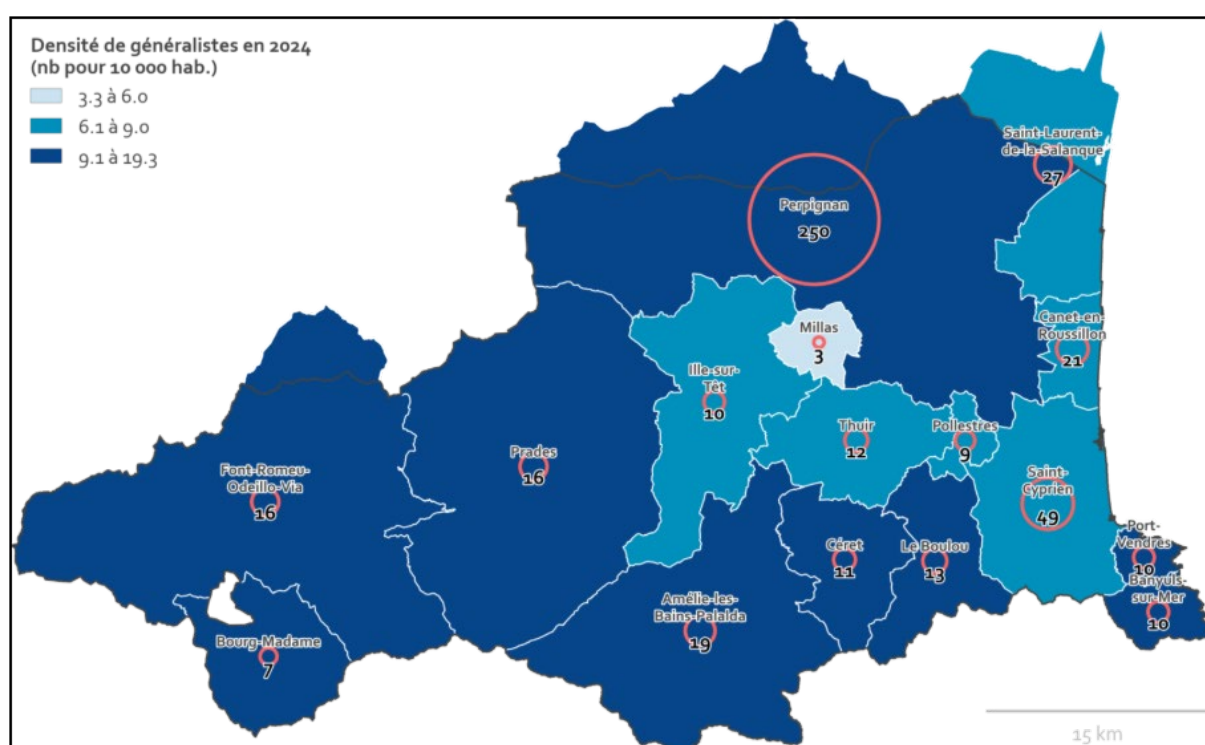 Densité de généralistes en 2024
(nb pour 10 000 hab.)
3.3 à 6.0
6.1 à 9.0
9.1 à 19.3
Saint-Laurent-
de-la-Salanque
27
Perpignan
250
Millas
3
Canet-en-
Roussillon
21
Ille-sur-
Têt
10
Thuir
12
Pollestres
9
Prades
16
Font-Romeu-
Odeillo-Via
16
Saint-
Cyprien
49
Port-
Vendres
10
Céret
11
Le Boulou
13
Banyuls-
sur-Mer
10
Amélie-les-
Bains-Palalda
19
Bourg-Madame
7
15 km